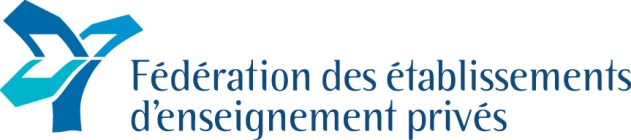 Fédération des établissements
d'enseignement privés